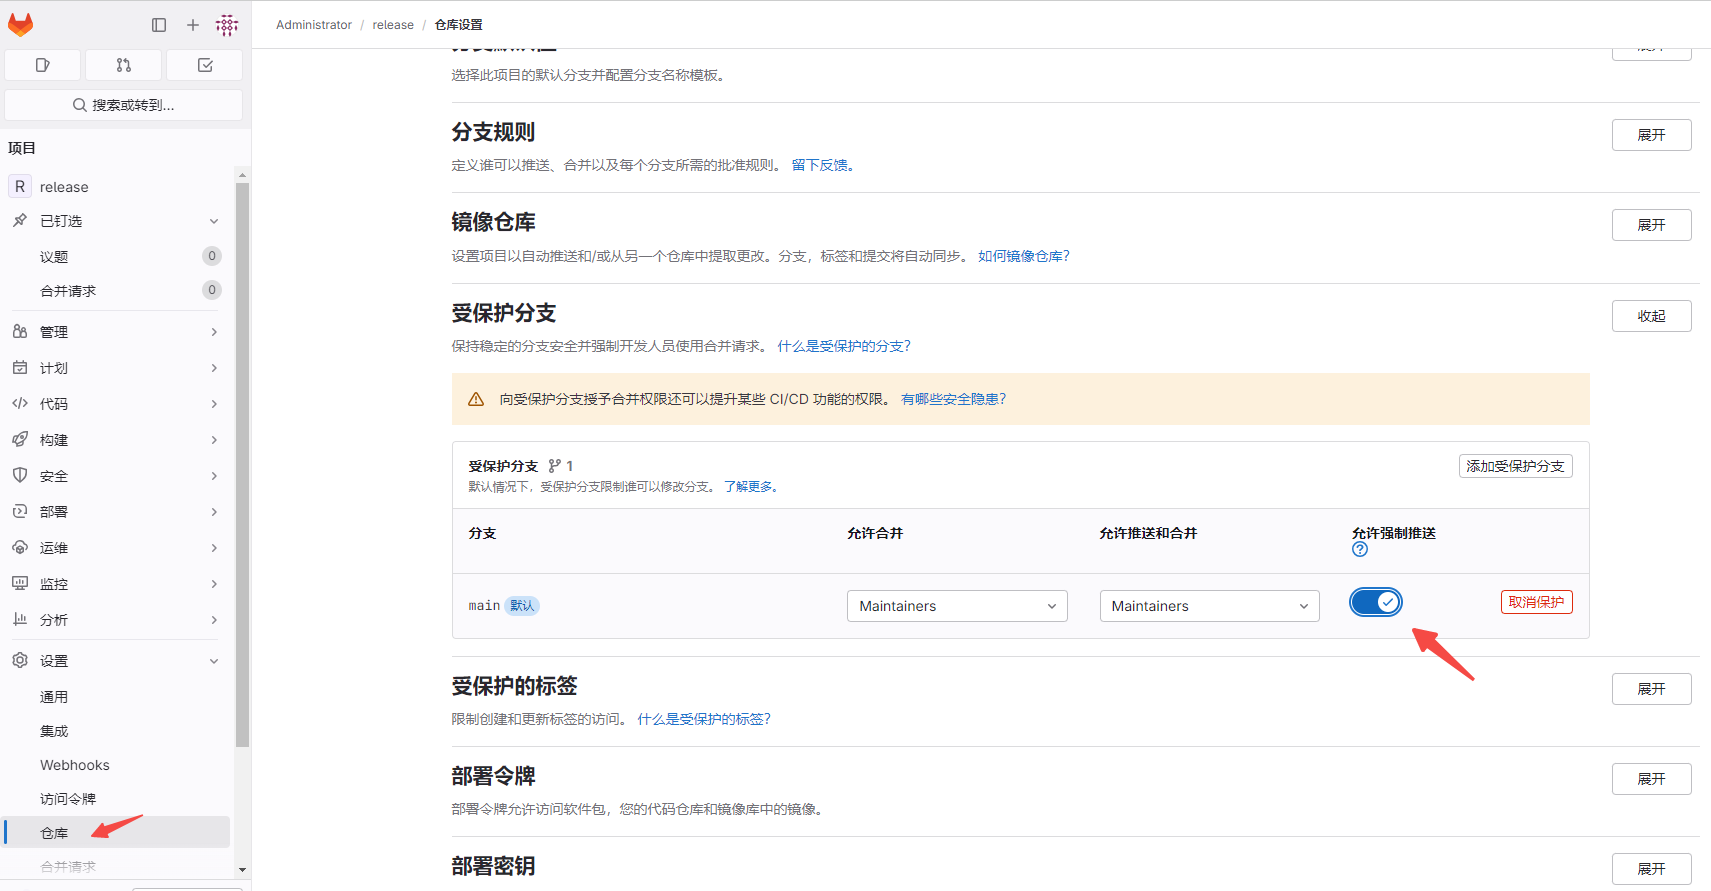 Administrator / release / 仓库设置
搜索或转到...
项目
R release
已钉选
议题 0
合并请求 0
管理
计划
代码
构建
安全
部署
运维
监控
分析
设置
通用
集成
Webhooks
访问令牌
仓库
合并请求
选择此项目的默认分支并配置分支名称模板。
分支规则
展开
定义谁可以推送、合并以及每个分支所需的批准规则。 留下反馈。
镜像仓库
展开
设置项目以自动推送和/或从另一个仓库中提取更改。分支，标签和提交将自动同步。 如何镜像仓库？
受保护分支
收起
保持稳定的分支安全并强制开发人员使用合并请求。 什么是受保护的分支？
向受保护分支授予合并权限还可以提升某些 CI/CD 功能的权限。 有哪些安全隐患？
受保护分支 1
添加受保护分支
默认情况下，受保护分支限制谁可以修改分支。 了解更多。
分支 允许合并 允许推送和合并 允许强制推送
main 默认 Maintainers Maintainers 取消保护
受保护的标签
展开
限制创建和更新标签的访问。 什么是受保护的标签？
部署令牌
展开
部署令牌允许访问软件包，您的代码仓库和镜像库中的镜像。
部署密钥
展开